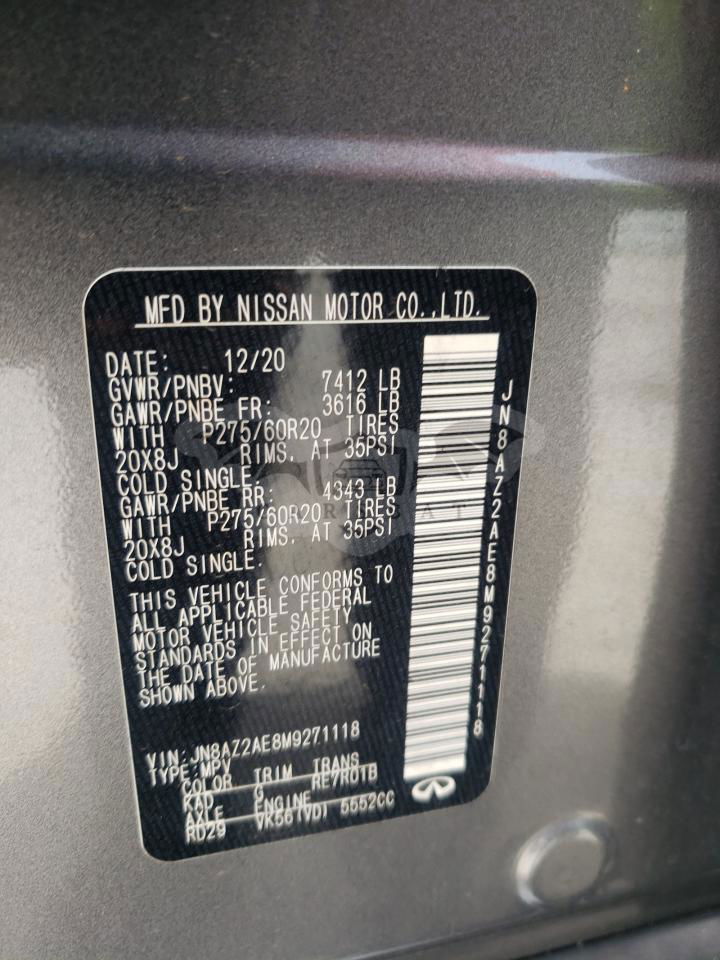 MFD BY NISSAN MOTOR CO.,LTD.
DATE: 12/20
GVWR/PNBV: 7412 LB
GAWR/PNBE FR: 3616 LB
WITH P275/60R20 TIRES
20X8J RIMS. AT 35PSI
COLD SINGLE.
GAWR/PNBE RR: 4343 LB
WITH P275/60R20 TIRES
20X8J RIMS. AT 35PSI
COLD SINGLE.
THIS VEHICLE CONFORMS TO
ALL APPLICABLE FEDERAL
MOTOR VEHICLE SAFETY
STANDARDS IN EFFECT ON
THE DATE OF MANUFACTURE
SHOWN ABOVE.
VIN: JN8AZ2AE8M9271118
TYPE: MPV
COLOR TRIM TRANS
KAD G RE7R01B
AXLE ENGINE
RD29 VK56(VD) 5552CC
JN8AZ2AE8M9271118